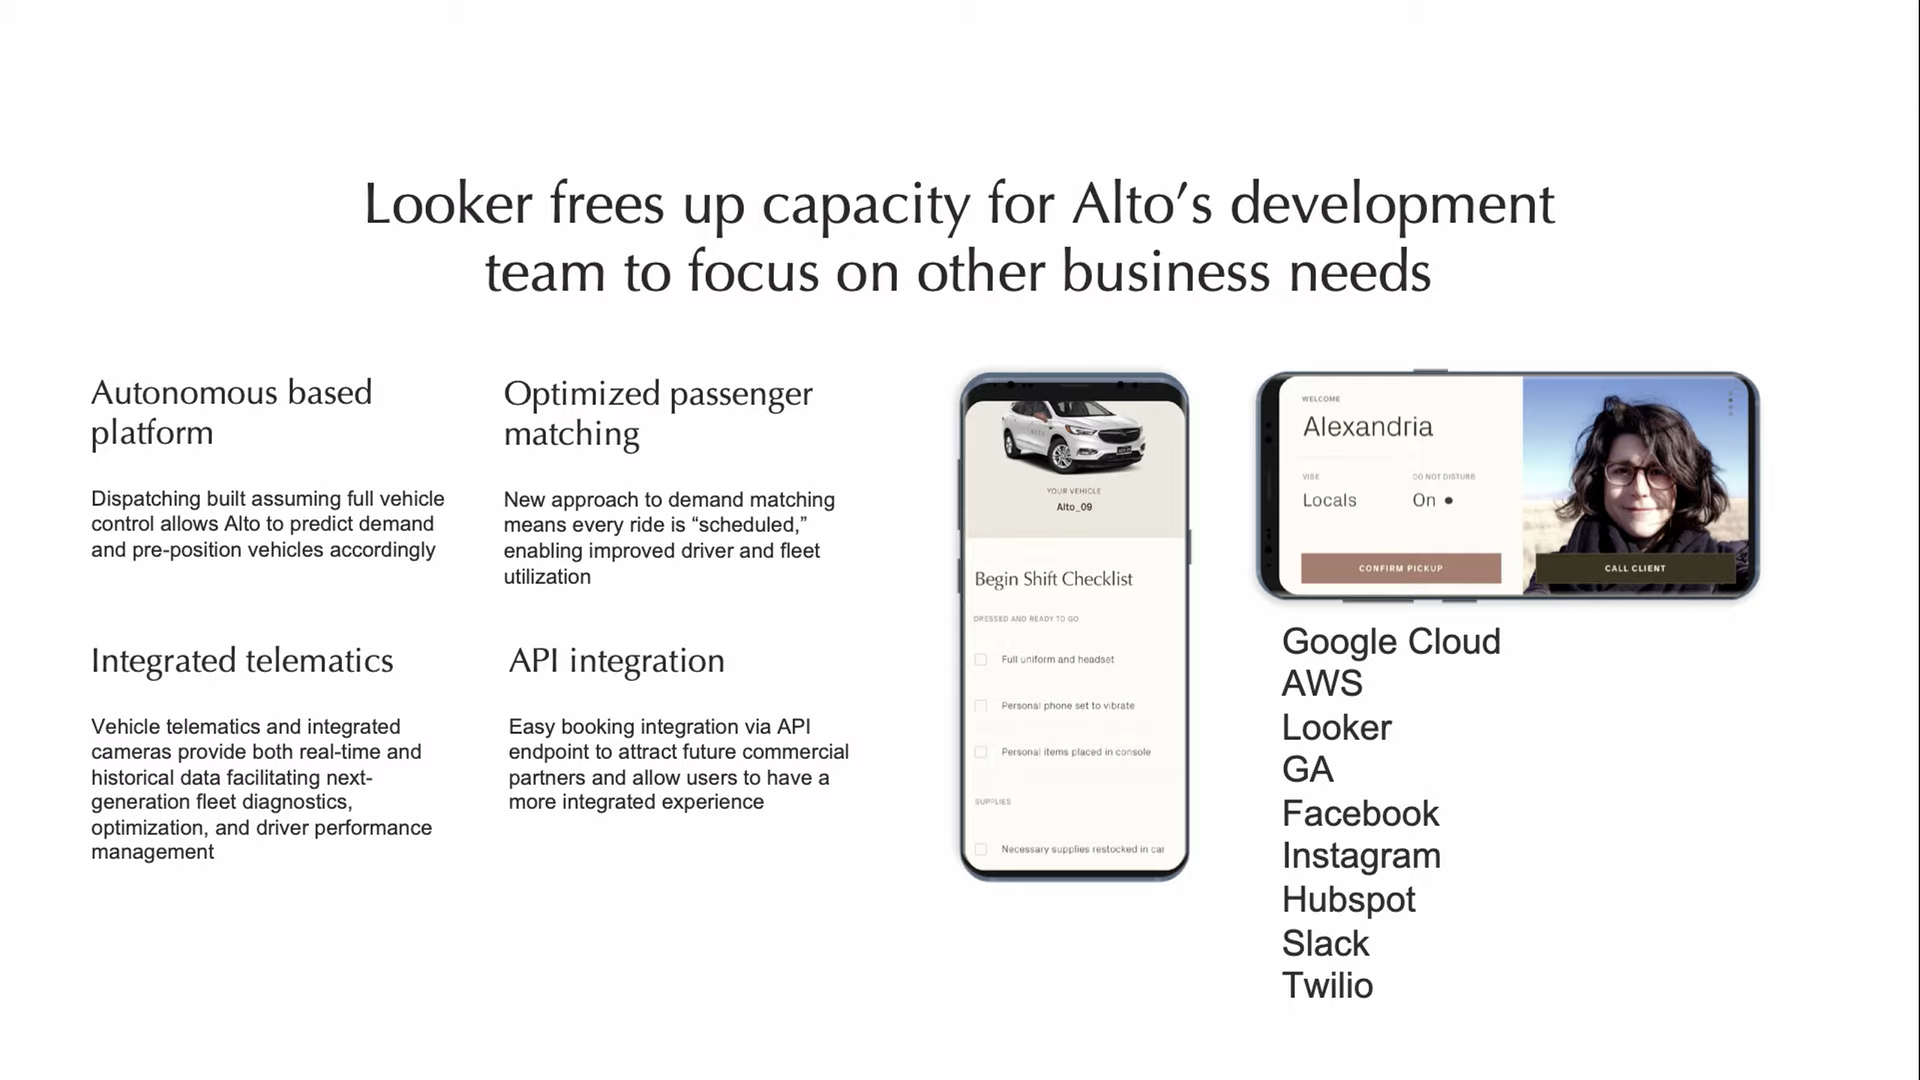 Looker frees up capacity for Alto’s development
team to focus on other business needs
Autonomous based
platform
Dispatching built assuming full vehicle
control allows Alto to predict demand
and pre-position vehicles accordingly
Optimized passenger
matching
New approach to demand matching
means every ride is “scheduled,”
enabling improved driver and fleet
utilization
Integrated telematics
Vehicle telematics and integrated
cameras provide both real-time and
historical data facilitating next-
generation fleet diagnostics,
optimization, and driver performance
management
API integration
Easy booking integration via API
endpoint to attract future commercial
partners and allow users to have a
more integrated experience
YOUR VEHICLE
Alto_09
Begin Shift Checklist
DRESSED AND READY TO GO
Full uniform and headset
Personal phone set to vibrate
Personal items placed in console
SUPPLIES
Necessary supplies restocked in car
WELCOME
Alexandria
VIBE
DO NOT DISTURB
Locals
On
CONFIRM PICKUP
CALL CLIENT
Google Cloud
AWS
Looker
GA
Facebook
Instagram
Hubspot
Slack
Twilio